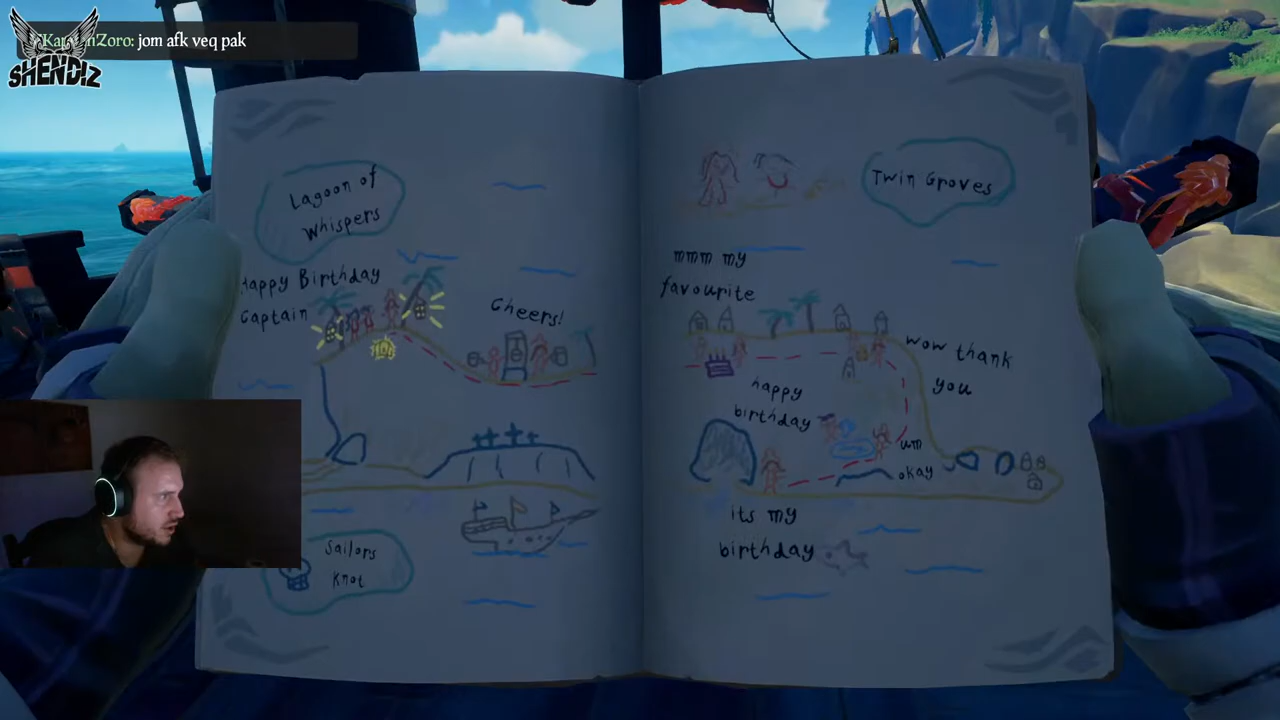 KaptenZoro: jom afk veq pak
SHENDIZ
Lagoon of
Whispers
Happy Birthday
Captain
Cheers!
Sailors
Knot
Twin Groves
mmm my
favourite
wow thank
you
happy
birthday
um
okay
its my
birthday